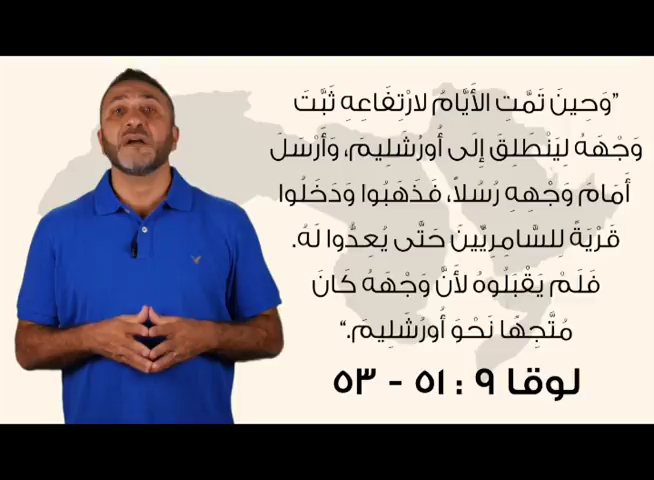 ”وَحِينَ تَمَّتِ الأَيَّامُ لارْتِفَاعِهِ ثَبَّتَ
وَجْهَهُ لِيَنْطَلِقَ إِلَى أُورُشَلِيمَ، وَأَرْسَلَ
أَمَامَ وَجْهِهِ رُسُلاً، فَذَهَبُوا وَدَخَلُوا
قَرْيَةً لِلسَّامِرِيِّينَ حَتَّى يُعِدُّوا لَهُ.
فَلَمْ يَقْبَلُوهُ لأَنَّ وَجْهَهُ كَانَ
مُتَّجِهًا نَحْوَ أُورُشَلِيمَ.“
لوقا ٩ : ٥١ - ٥٣